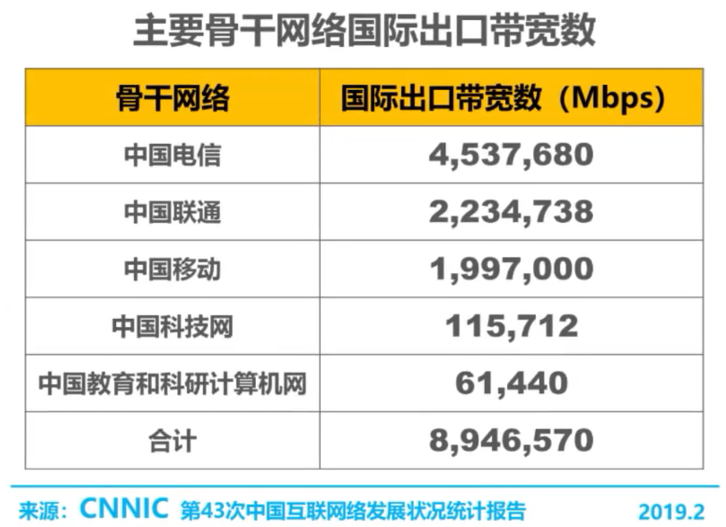 主要骨干网络国际出口带宽数
骨干网络 国际出口带宽数（Mbps）
中国电信 4,537,680
中国联通 2,234,738
中国移动 1,997,000
中国科技网 115,712
中国教育和科研计算机网 61,440
合计 8,946,570
来源：CNNIC 第43次中国互联网络发展状况统计报告 2019.2